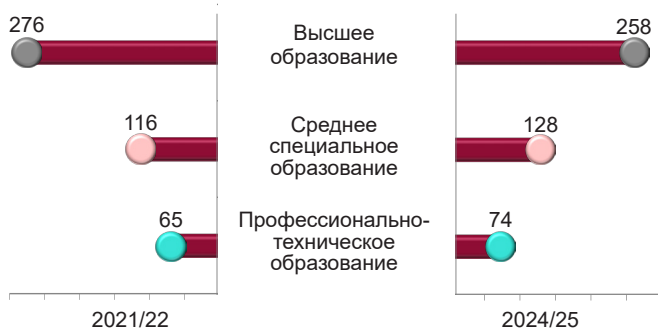 276
Высшее
образование
258
116
Среднее
специальное
образование
128
65
Профессионально-
техническое
образование
74
2021/22
2024/25